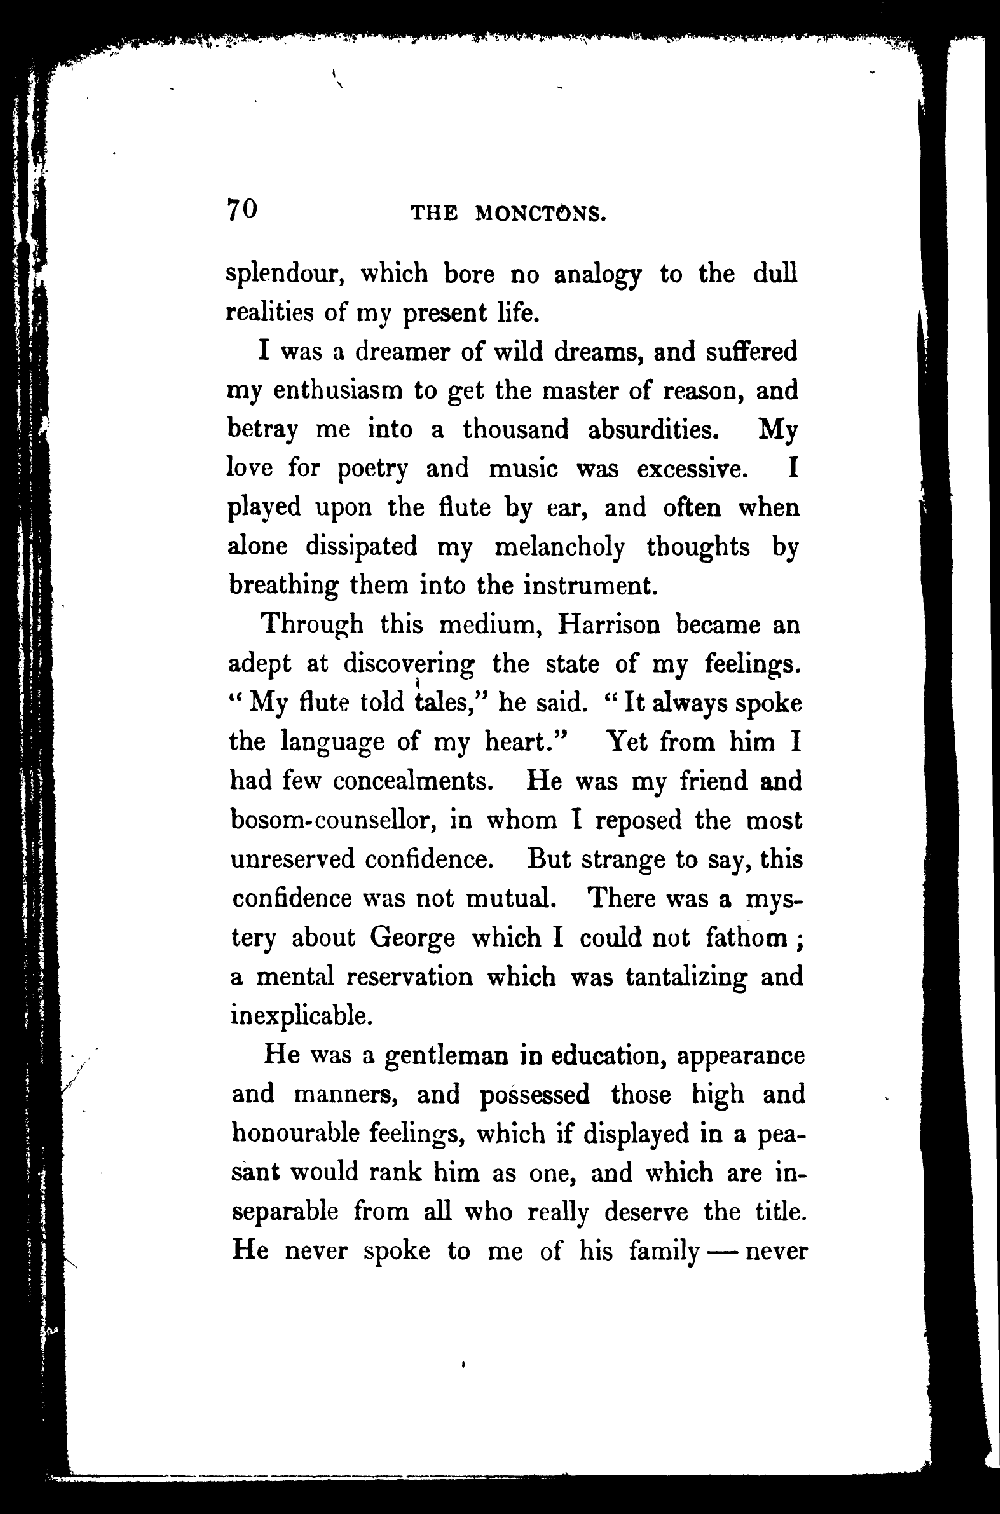 70 THE MONCTONS.
splendour, which bore no analogy to the dull
realities of my present life.
I was a dreamer of wild dreams, and suffered
my enthusiasm to get the master of reason, and
betray me into a thousand absurdities. My
love for poetry and music was excessive. I
played upon the flute by ear, and often when
alone dissipated my melancholy thoughts by
breathing them into the instrument.
Through this medium, Harrison became an
adept at discovering the state of my feelings.
“My flute told tales,” he said. “It always spoke
the language of my heart.” Yet from him I
had few concealments. He was my friend and
bosom-counsellor, in whom I reposed the most
unreserved confidence. But strange to say, this
confidence was not mutual. There was a mys-
tery about George which I could not fathom ;
a mental reservation which was tantalizing and
inexplicable.
He was a gentleman in education, appearance
and manners, and possessed those high and
honourable feelings, which if displayed in a pea-
sant would rank him as one, and which are in-
separable from all who really deserve the title.
He never spoke to me of his family — never